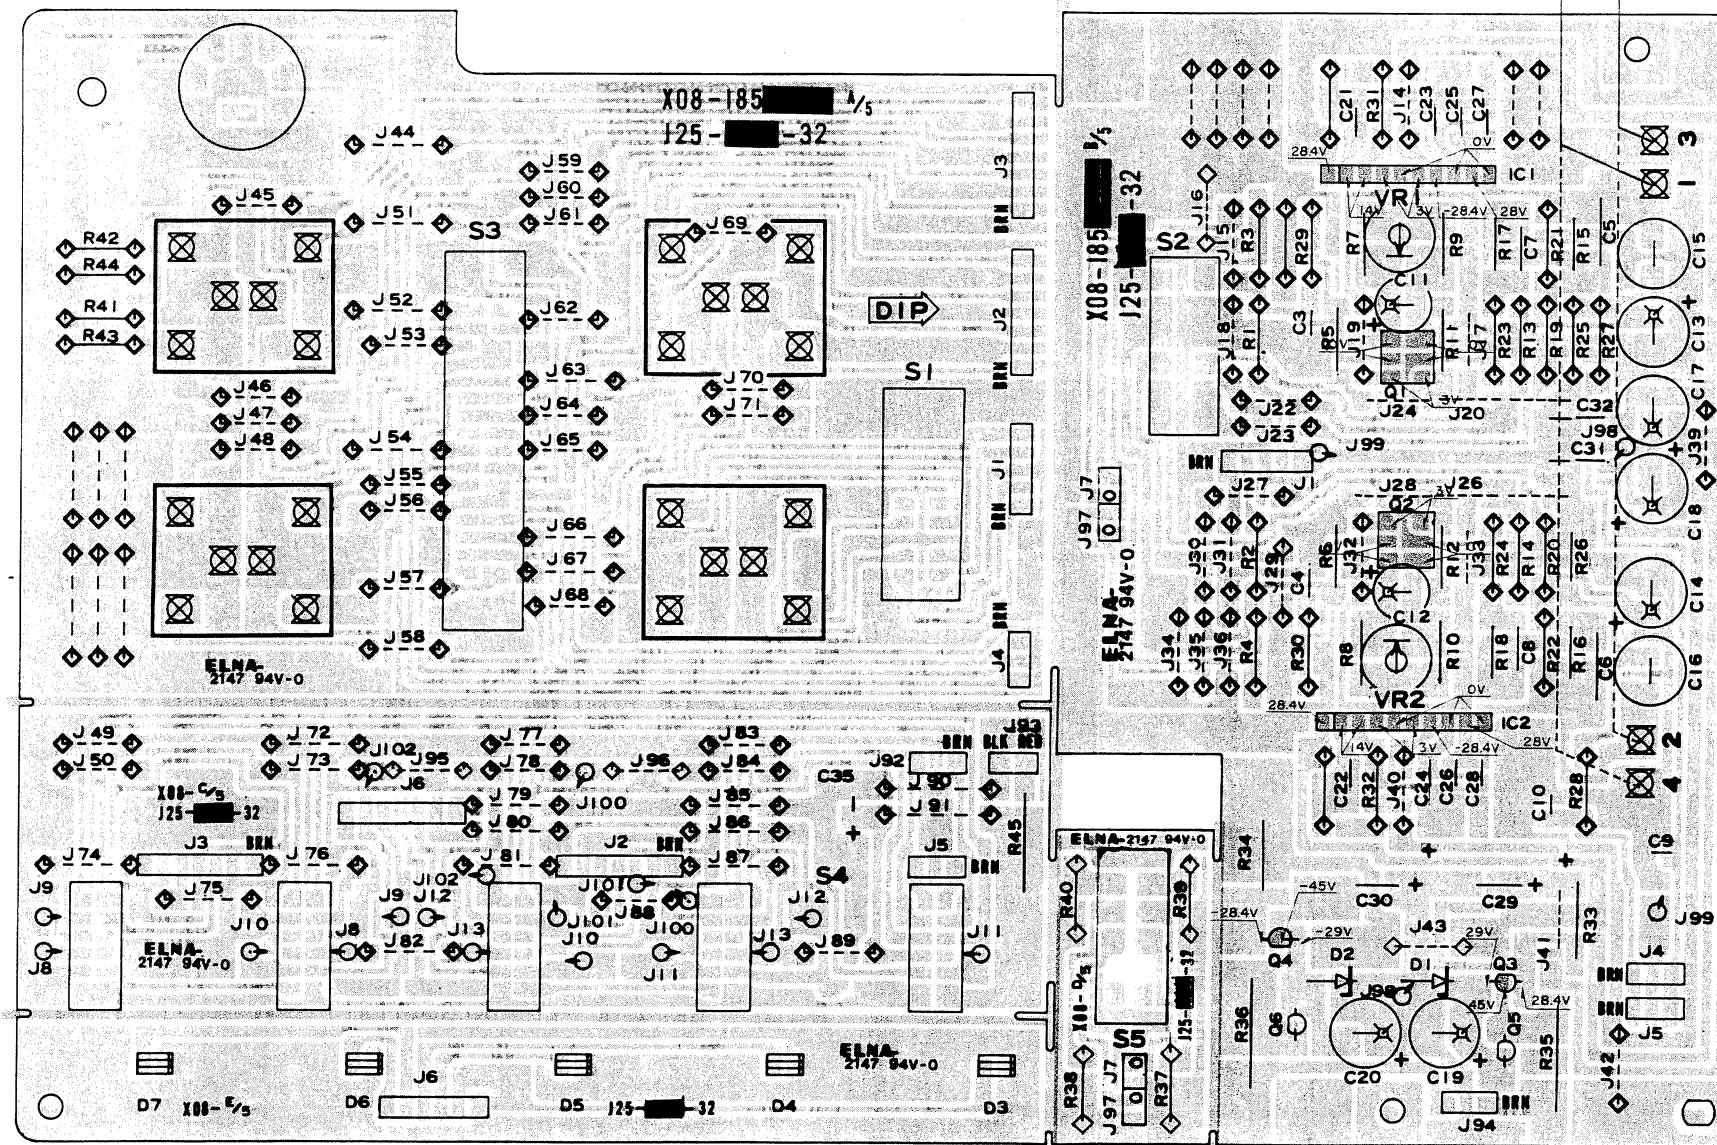 X08-185 A/5
J25- -32
J44
J45
J51
S3
R42
R44
R41
R43
J52
J53
J46
J47
J48
J54
J55
J56
J57
J58
J59
J60
J61
J62
J63
J64
J65
J66
J67
J68
J69
J70
J71
DIP
S1
J3
BRN
J2
BRN
J1
BRN
BRN
J4
ELNA-
2147 94V-0
X08-185 B/5
J25- -32
S2
J16
C21
R31
J14
C23
C25
C27
0V
28.4V
IC1
3
1
VR1
14V
3V
-28.4V
28V
J15
R3
R29
R7
R9
R17
C7
R21
R15
C5
C15
C11
J18
R1
C3
R5
J19
R11
J17
R23
R13
R19
R25
R27
C13
Q1
3V
J24
J20
C17
J22
J23
C32
J98
C31
J39
J99
BRN
J1
J27
J28
J26
Q2
3V
C18
J7
J97
ELNA-
2147 94V-0
J30
J31
R2
J29
C4
R6
J32
R12
J33
R24
R14
R20
R26
C14
C12
J34
J35
J36
R4
R30
R8
R10
R18
C8
R22
R16
C6
C16
VR2
0V
28.4V
IC2
14V
3V
-28.4V
28V
2
4
C22
R32
J40
C24
C26
C28
C10
R28
C9
J49
J50
J72
J73
J102
J95
J77
J78
J96
J83
J84
J92
BRN
J93
BLK RED
C35
J90
J91
X08- C/5
J25- -32
J6
J79
J80
J100
J85
J86
R45
J74
J3
BRN
J76
J81
J2
BRN
J87
S4
J5
BRN
J75
J102
J101
J88
J9
J10
J8
J9
J12
J82
J13
J101
J10
J100
J11
J13
J12
J89
J11
J8
ELNA-
2147 94V-0
D7
X08- E/5
D6
J6
D5
J25- -32
D4
ELNA-
2147 94V-0
D3
ELNA-2147 94V-0
R40
R39
X08-D/5
J25- -32
S5
R38
J97
J7
R37
R34
-45V
-28.4V
-29V
Q4
C30
C29
J43
29V
D2
D1
Q3
J98
45V
28.4V
J41
R33
J99
J4
BRN
BRN
J5
R36
Q6
C20
C19
Q5
R35
J42
BRN
J94